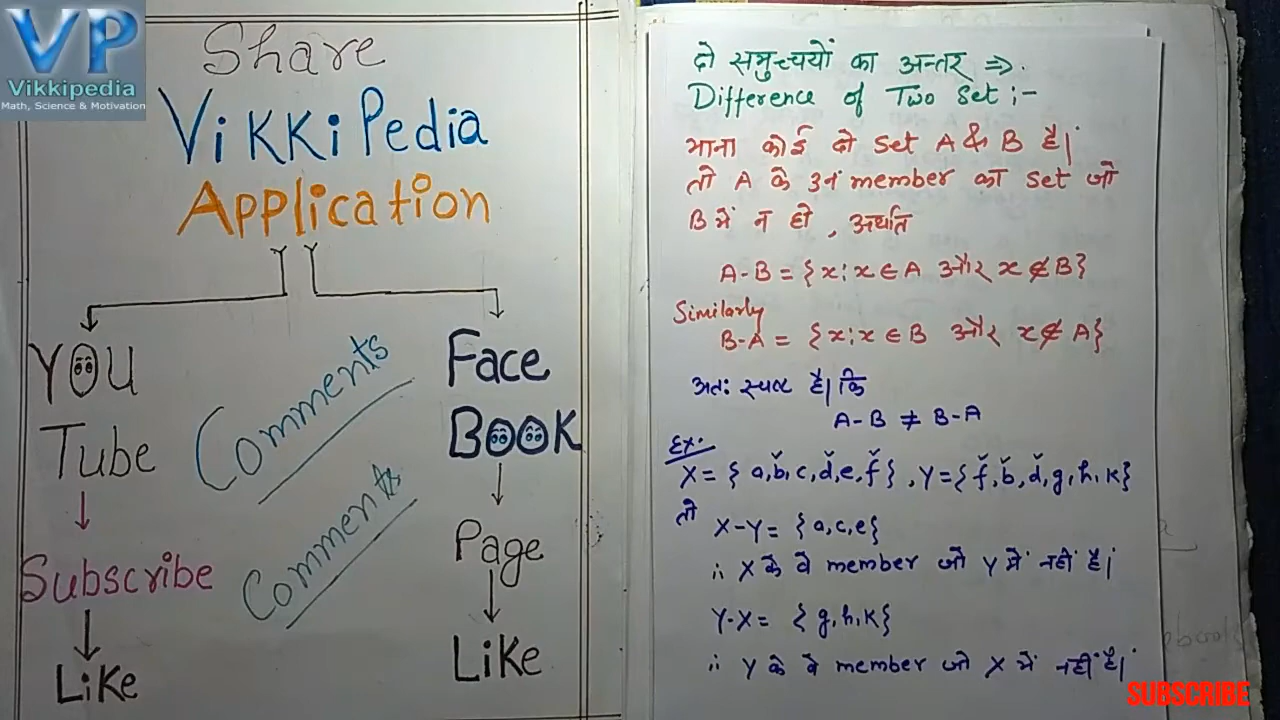 VP
Vikkipedia
Math, Science & Motivation
Share
VikkiPedia
Application
YOU
Tube
Subscribe
Like
Comments
Comments
Face
BOOK
Page
Like
दो समुच्चयों का अन्तर ⇒
Difference of Two Set :-
माना कोई दो Set A & B है|
तो A के उन member का set जो
B में न हो , अर्थात
A-B = {x : x ∈ A और x ∉ B}
Similarly
B-A = {x : x ∈ B और x ∉ A}
अतः स्पष्ट है| कि
A-B ≠ B-A
Ex.
X = { a, b, c, d, e, f } , Y = { f, b, d, g, h, k}
तो X-Y = {a, c, e}
∴ X के वे member जो Y में नहीं है|
Y-X = {g, h, k}
∴ Y के वे member जो X में नहीं है|
SUBSCRIBE